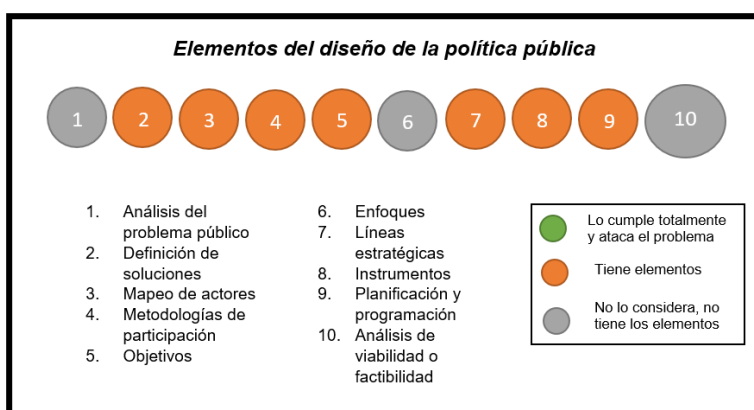 Elementos del diseño de la política pública
1 2 3 4 5 6 7 8 9 10
1. Análisis del
problema público
2. Definición de
soluciones
3. Mapeo de actores
4. Metodologías de
participación
5. Objetivos
6. Enfoques
7. Líneas
estratégicas
8. Instrumentos
9. Planificación y
programación
10. Análisis de
viabilidad o
factibilidad
Lo cumple totalmente
y ataca el problema
Tiene elementos
No lo considera, no
tiene los elementos